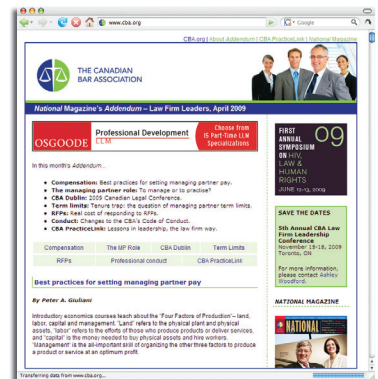 www.cba.org
Google
CBA.org | About Addendum | CBA PracticeLink | National Magazine
THE CANADIAN
BAR ASSOCIATION
National Magazine's Addendum – Law Firm Leaders, April 2009
OSGOODE
Professional Development
LLM
Choose from
15 Part-Time LLM
Specializations
In this month's Addendum...
• Compensation: Best practices for setting managing partner pay.
• The managing partner role: To manage or to practise?
• CBA Dublin: 2009 Canadian Legal Conference.
• Term limits: Tenure trap: the question of managing partner term limits.
• RFPs: Real cost of responding to RFPs.
• Conduct: Changes to the CBA's Code of Conduct.
• CBA PracticeLink: Lessons in leadership, the law firm way.
Compensation The MP Role CBA Dublin Term Limits
RFPs Professional conduct CBA PracticeLink
Best practices for setting managing partner pay
By Peter A. Giuliani
Introductory economics courses teach about the "Four Factors of Production"– land,
labor, capital and management. "Land" refers to the physical plant and physical
assets, "labor" refers to the efforts of those who produce products or deliver services,
and "capital" is the money needed to buy physical assets and hire workers.
"Management" is the all-important skill of organizing the other three factors to produce
a product or service at an optimum profit.
FIRST
ANNUAL
SYMPOSIUM
ON HIV,
LAW &
HUMAN
RIGHTS
09
JUNE 12-13, 2009
SAVE THE DATES
5th Annual CBA Law
Firm Leadership
Conference
November 18-19, 2009
Toronto, ON
For more information,
please contact Ashley
Woodford.
NATIONAL MAGAZINE
NATIONAL
Transferring data from www.cba.org...